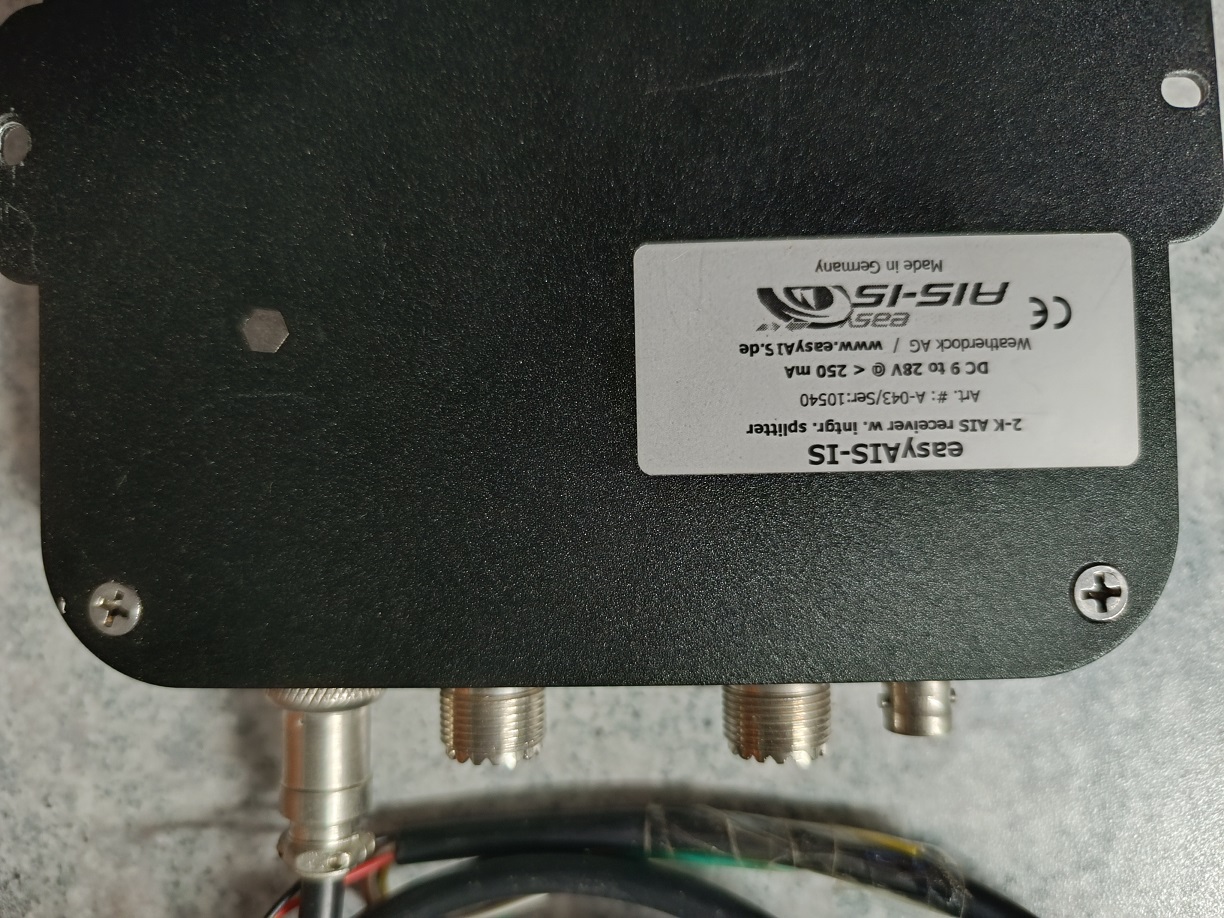 easyAIS-IS
2-K AIS receiver w. intgr. splitter
Art. #: A-043/Ser:10540
DC 9 to 28V @ < 250 mA
Weatherdock AG / www.easyAIS.de
easy
AIS-IS
CE
Made in Germany